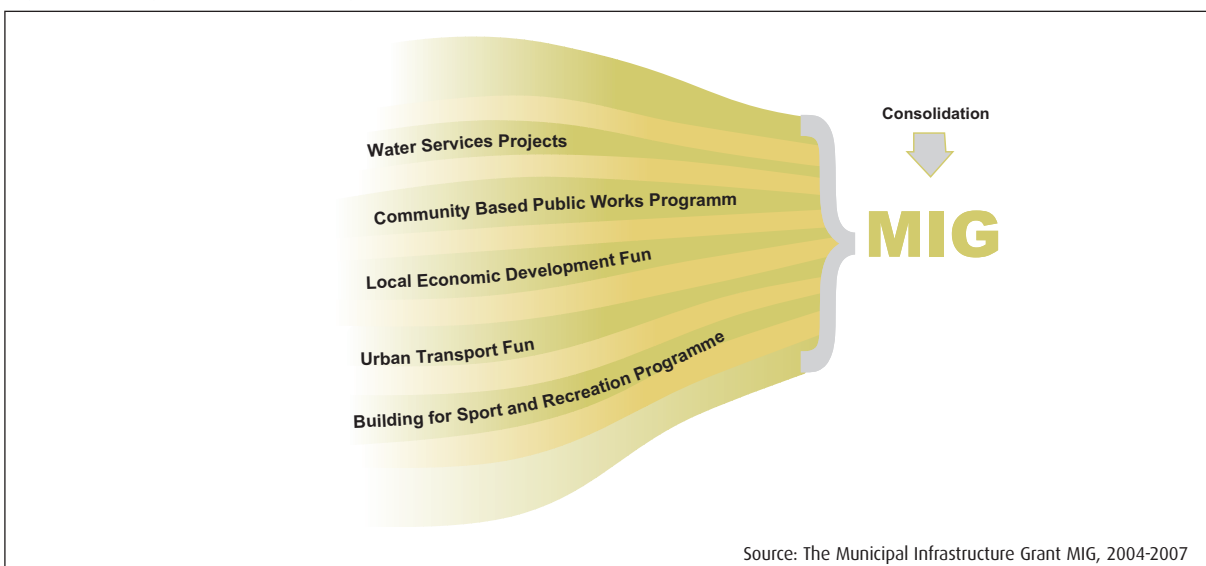 Consolidation
Water Services Projects
Community Based Public Works Programm
MIG
Local Economic Development Fun
Urban Transport Fun
Building for Sport and Recreation Programme
Source: The Municipal Infrastructure Grant MIG, 2004-2007